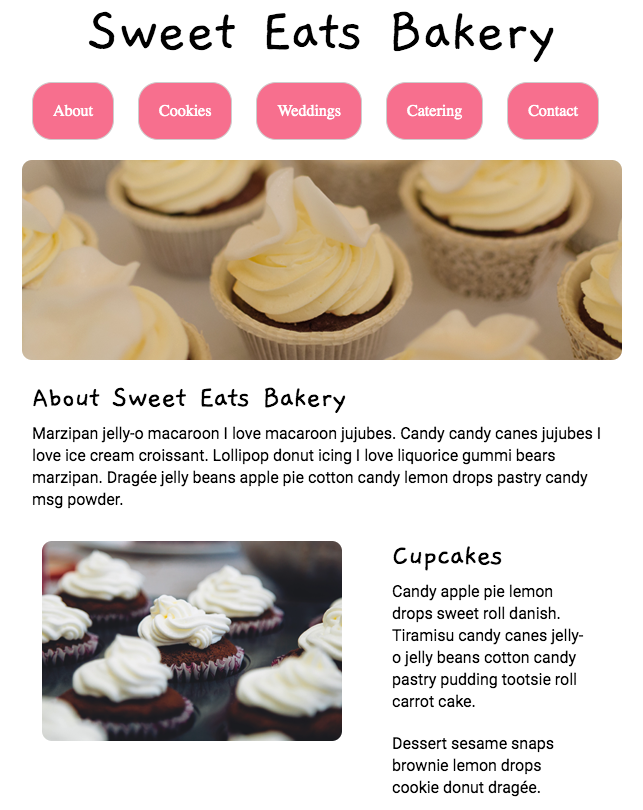 Sweet Eats Bakery
About
Cookies
Weddings
Catering
Contact
About Sweet Eats Bakery
Marzipan jelly-o macaroon I love macaroon jujubes. Candy candy canes jujubes I
love ice cream croissant. Lollipop donut icing I love liquorice gummi bears
marzipan. Dragée jelly beans apple pie cotton candy lemon drops pastry candy
msg powder.
Cupcakes
Candy apple pie lemon
drops sweet roll danish.
Tiramisu candy canes jelly-
o jelly beans cotton candy
pastry pudding tootsie roll
carrot cake.
Dessert sesame snaps
brownie lemon drops
cookie donut dragée.